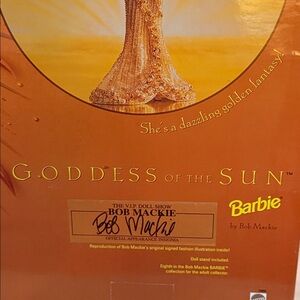 She's a dazzling golden fantasy!
GODDESS OF THE SUN™
Barbie
by Bob Mackie
THE V.I.P. DOLL SHOW
BOB MACKIE
Bob Mackie
OFFICIAL APPEARANCE INSIGNIA
Reproduction of Bob Mackie's original signed fashion illustration inside!
Doll stand included.
Eighth in the Bob Mackie BARBIE®
collection for the adult collector.